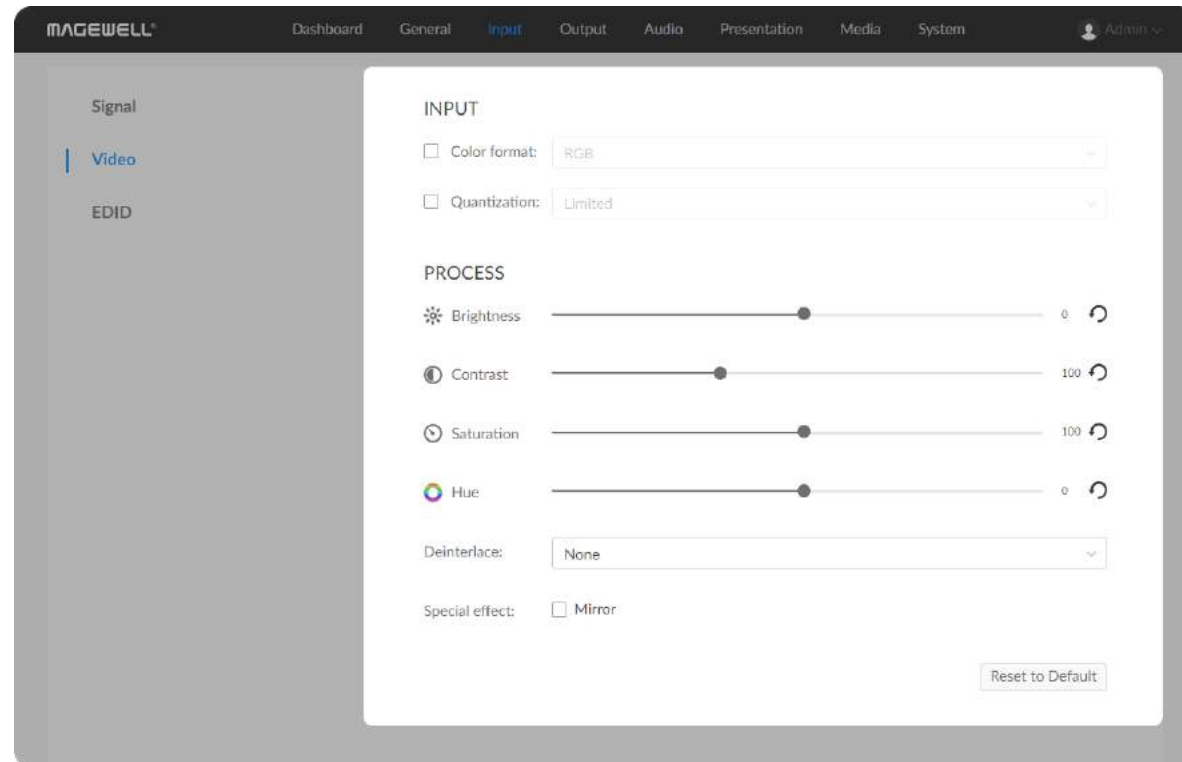 MAGEWELL® Dashboard General Input Output Audio Presentation Media System Admin
Signal
Video
EDID
INPUT
Color format: RGB
Quantization: Limited
PROCESS
Brightness 0
Contrast 100
Saturation 100
Hue 0
Deinterlace: None
Special effect: Mirror
Reset to Default